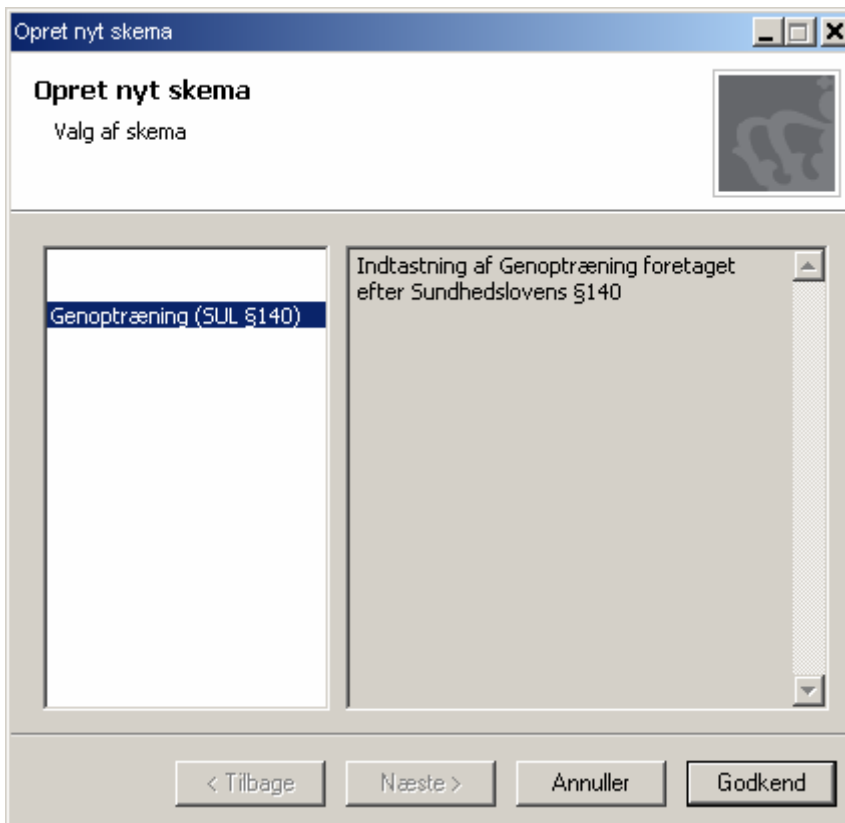 Opret nyt skema
Opret nyt skema
Valg af skema
Genoptræning (SUL §140)
Indtastning af Genoptræning foretaget
efter Sundhedslovens §140
< Tilbage
Næste >
Annuller
Godkend